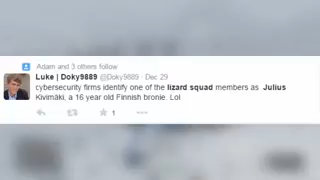 Adam and 3 others follow
Luke | Doky9889 @Doky9889 · Dec 29
cybersecurity firms identify one of the lizard squad members as Julius
Kivimäki, a 16 year old Finnish bronie. Lol
1